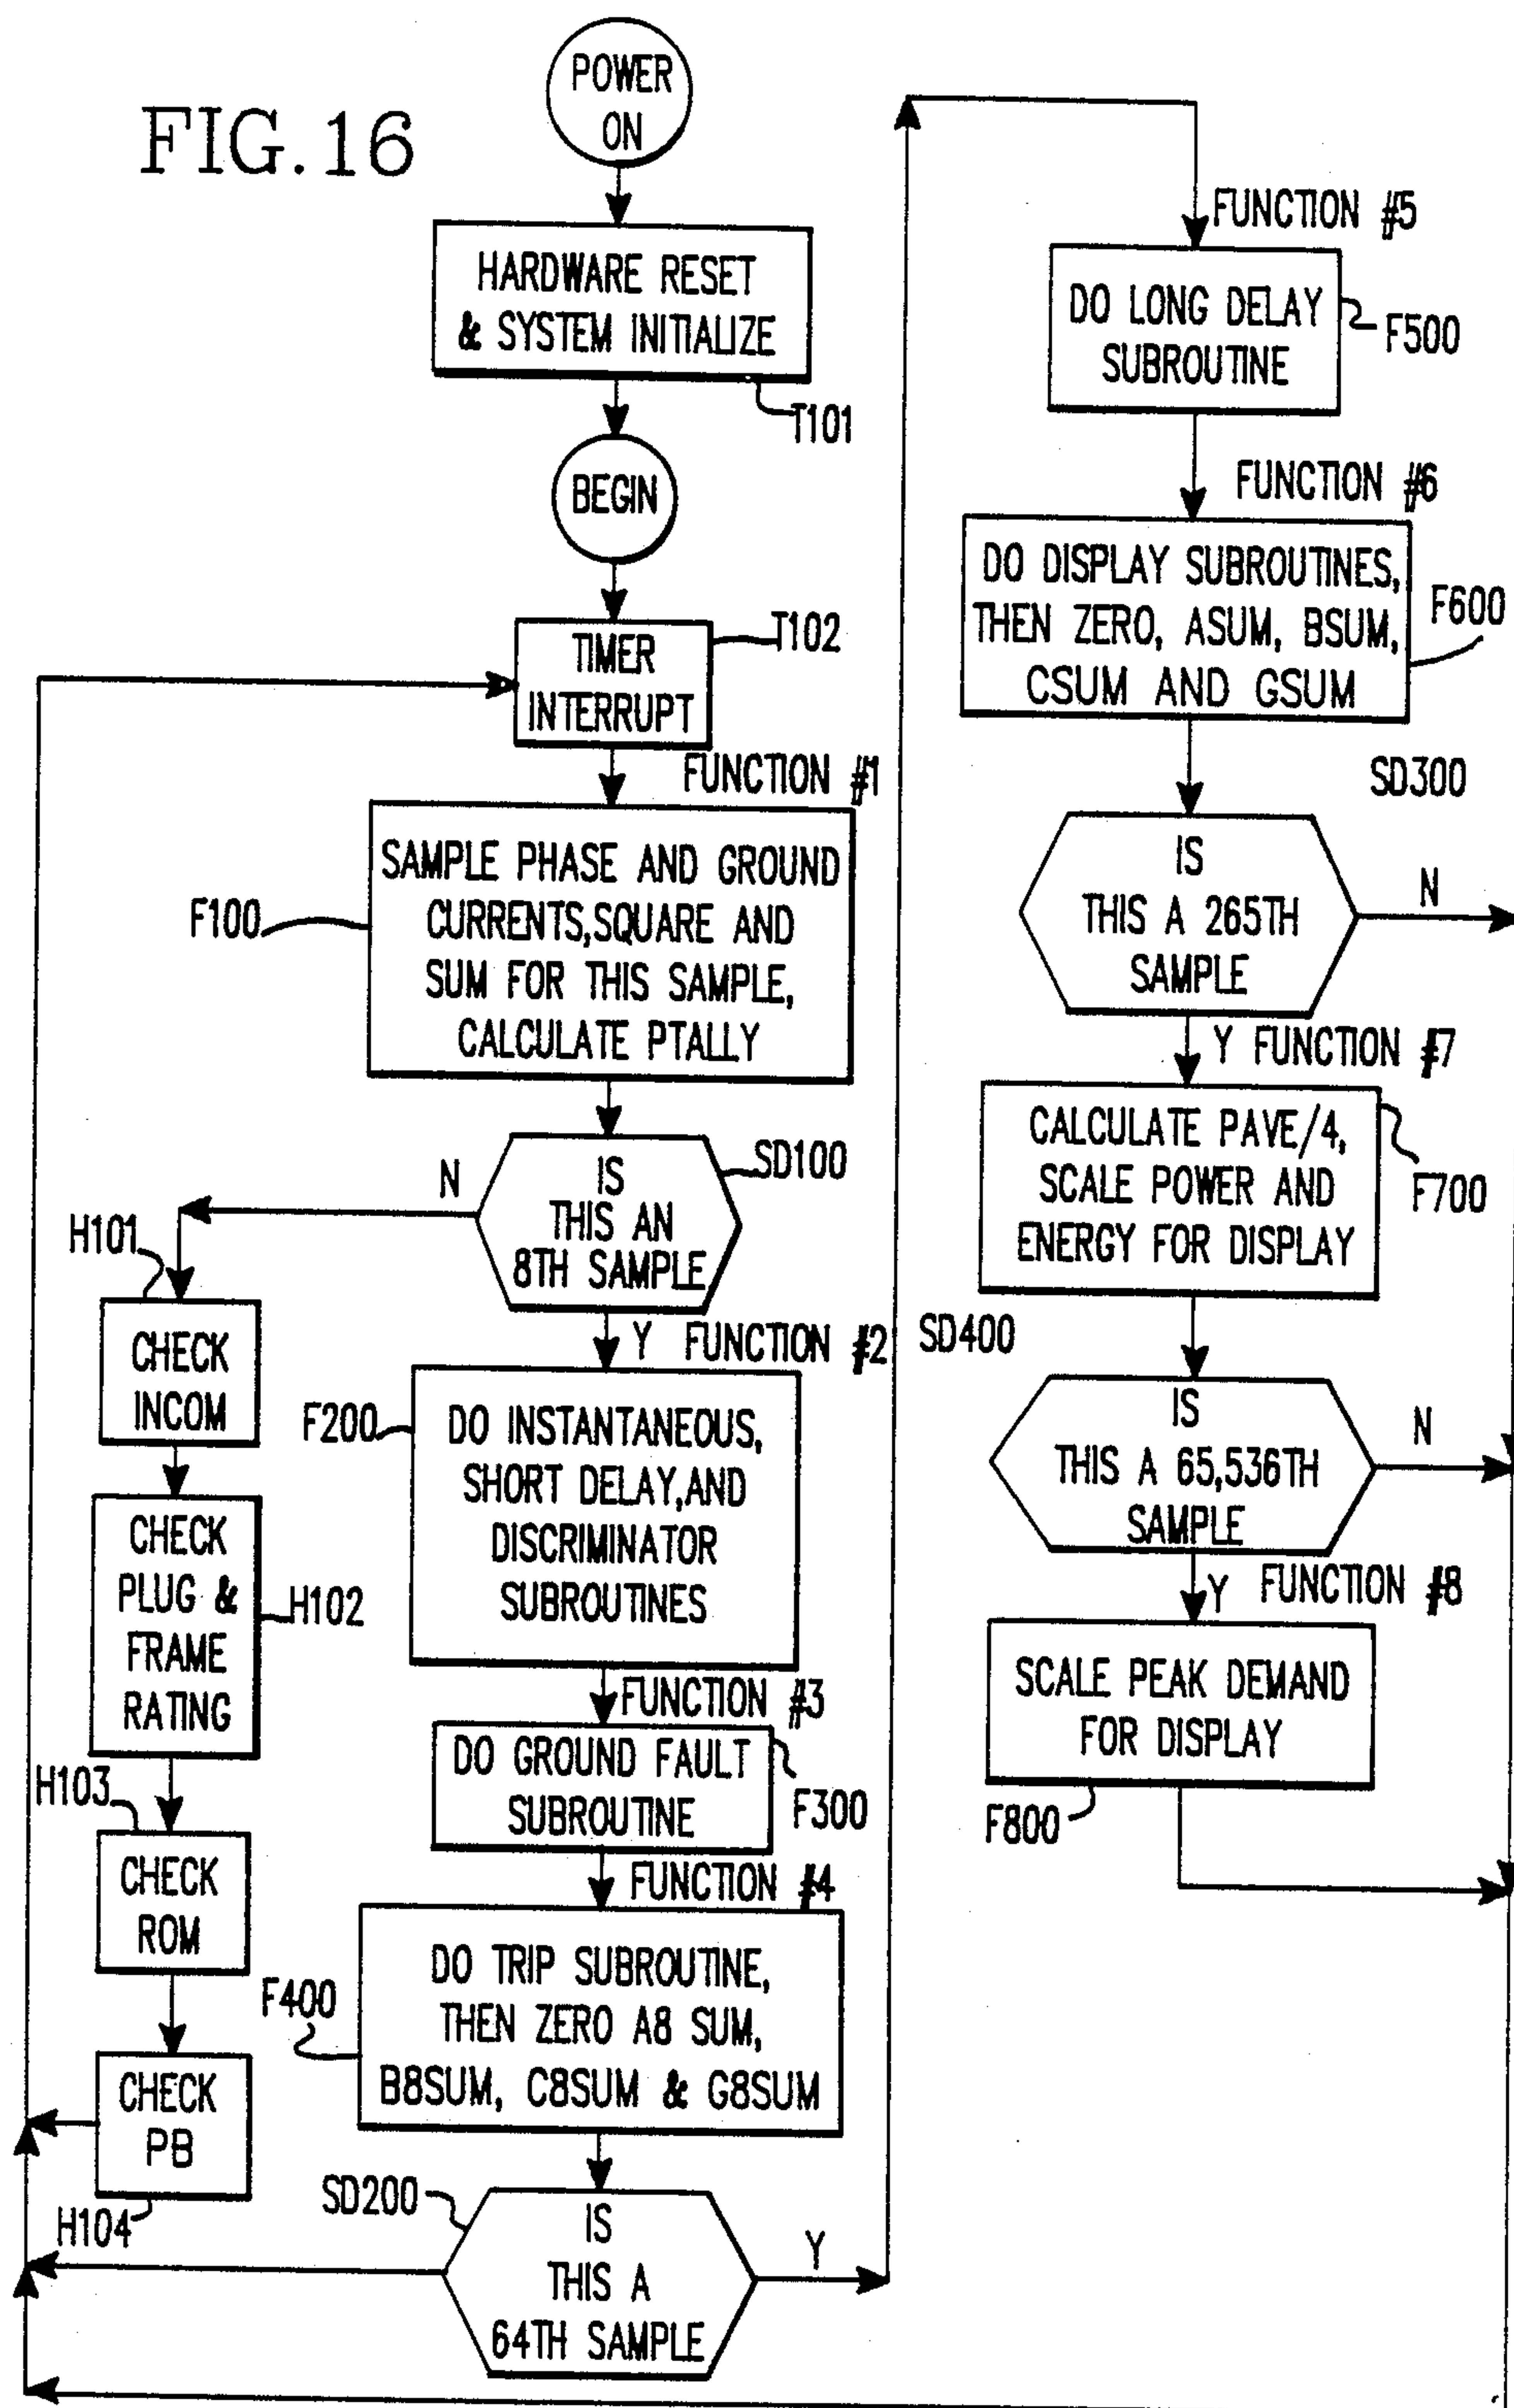 FIG. 16
POWER
ON
HARDWARE RESET
& SYSTEM INITIALIZE
T101
BEGIN
TIMER
INTERRUPT
T102
FUNCTION #1
SAMPLE PHASE AND GROUND
CURRENTS, SQUARE AND
SUM FOR THIS SAMPLE,
CALCULATE PTALLY
F100
IS
THIS AN
8TH SAMPLE
SD100
N
H101
CHECK
INCOM
CHECK
PLUG &
FRAME
RATING
H102
H103
CHECK
ROM
CHECK
PB
H104
Y FUNCTION #2
F200
DO INSTANTANEOUS,
SHORT DELAY, AND
DISCRIMINATOR
SUBROUTINES
FUNCTION #3
DO GROUND FAULT
SUBROUTINE
F300
FUNCTION #4
F400
DO TRIP SUBROUTINE,
THEN ZERO A8 SUM,
B8SUM, C8SUM & G8SUM
SD200
IS
THIS A
64TH SAMPLE
Y
FUNCTION #5
DO LONG DELAY
SUBROUTINE
F500
FUNCTION #6
DO DISPLAY SUBROUTINES,
THEN ZERO, ASUM, BSUM,
CSUM AND GSUM
F600
SD300
IS
THIS A 265TH
SAMPLE
N
Y FUNCTION #7
CALCULATE PAVE/4,
SCALE POWER AND
ENERGY FOR DISPLAY
F700
SD400
IS
THIS A 65,536TH
SAMPLE
N
Y FUNCTION #8
SCALE PEAK DEMAND
FOR DISPLAY
F800